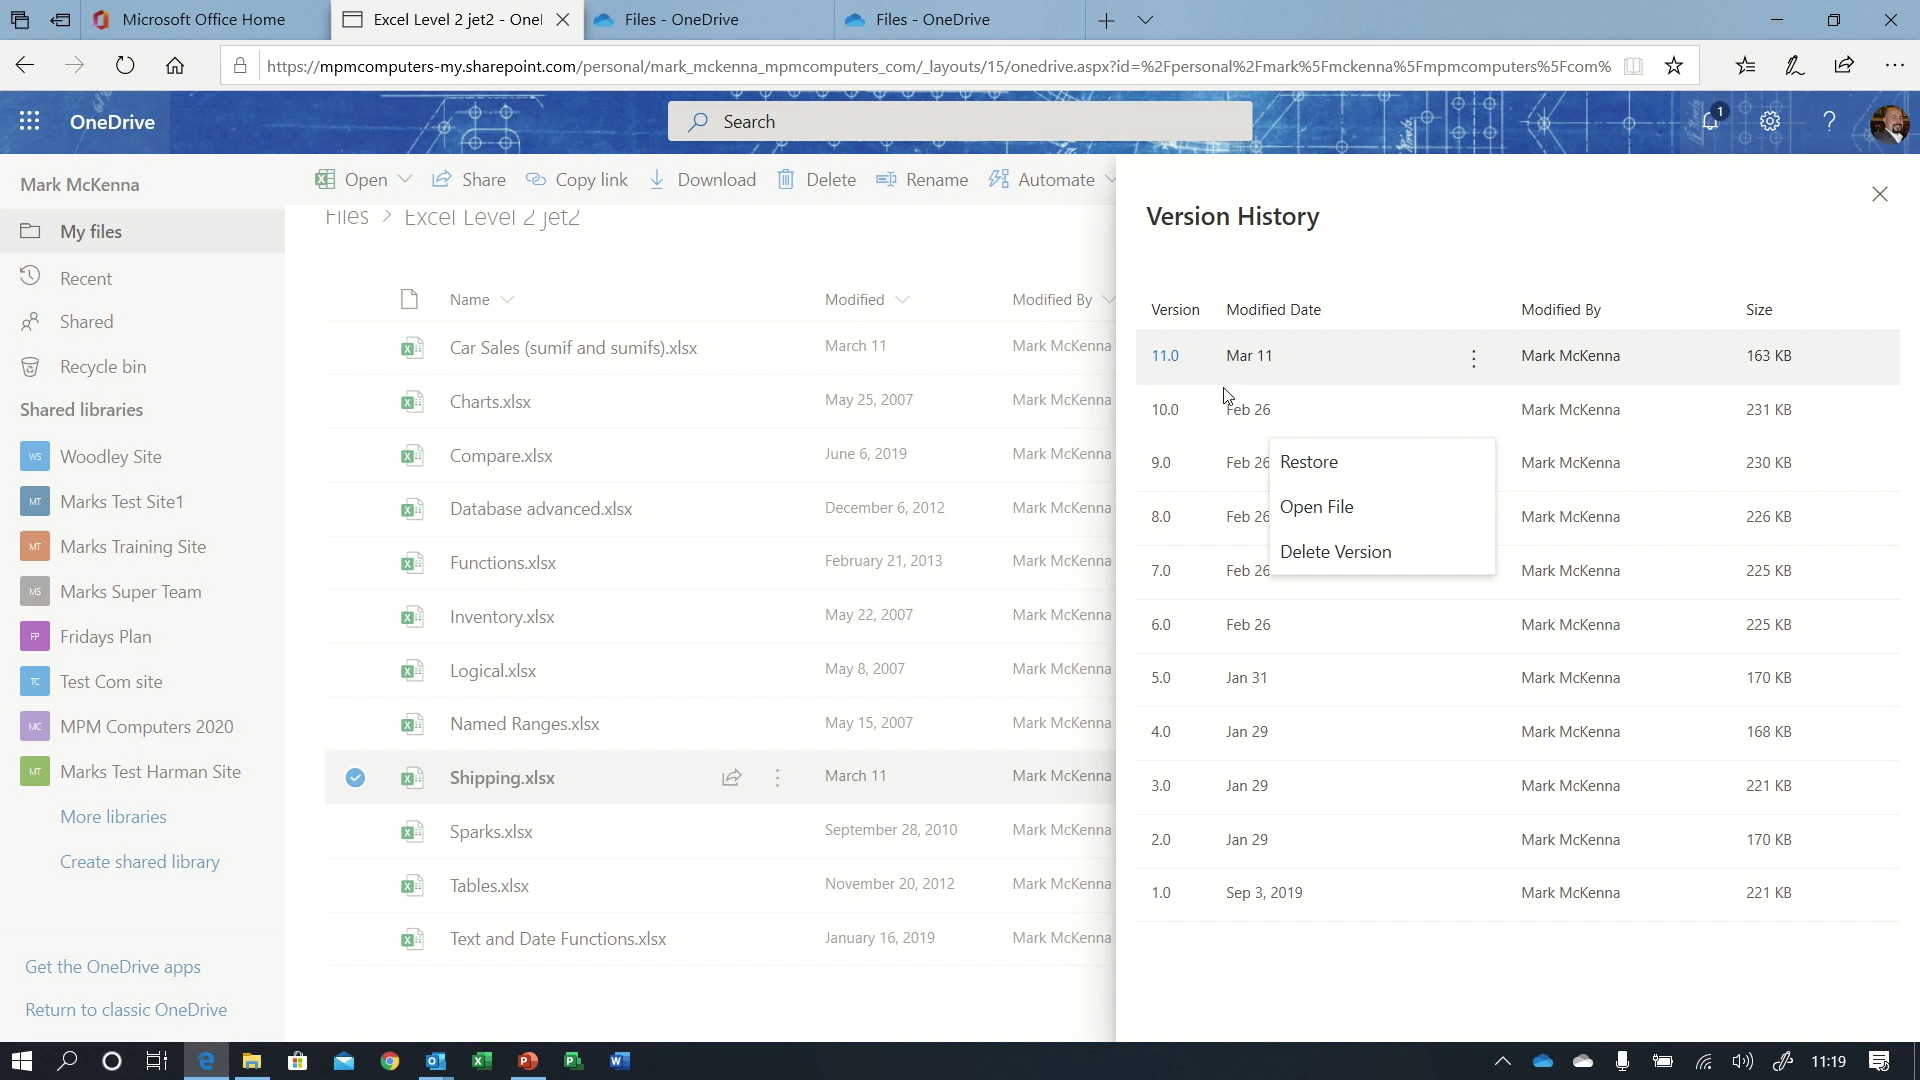 Microsoft Office Home
Excel Level 2 jet2 - Onel
Files - OneDrive
Files - OneDrive
https://mpmcomputers-my.sharepoint.com/personal/mark_mckenna_mpmcomputers_com/_layouts/15/onedrive.aspx?id=%2Fpersonal%2Fmark%5Fmckenna%5Fmpmcomputers%5Fcom%
OneDrive
Search
1
Mark McKenna
My files
Recent
Shared
Recycle bin
Shared libraries
WS Woodley Site
MT Marks Test Site1
MT Marks Training Site
MS Marks Super Team
FP Fridays Plan
TC Test Com site
MC MPM Computers 2020
MT Marks Test Harman Site
More libraries
Create shared library
Get the OneDrive apps
Return to classic OneDrive
Open Share Copy link Download Delete Rename Automate
Files > Excel Level 2 jet2
Name Modified Modified By
Car Sales (sumif and sumifs).xlsx March 11 Mark McKenna
Charts.xlsx May 25, 2007 Mark McKenna
Compare.xlsx June 6, 2019 Mark McKenna
Database advanced.xlsx December 6, 2012 Mark McKenna
Functions.xlsx February 21, 2013 Mark McKenna
Inventory.xlsx May 22, 2007 Mark McKenna
Logical.xlsx May 8, 2007 Mark McKenna
Named Ranges.xlsx May 15, 2007 Mark McKenna
Shipping.xlsx March 11 Mark McKenna
Sparks.xlsx September 28, 2010 Mark McKenna
Tables.xlsx November 20, 2012 Mark McKenna
Text and Date Functions.xlsx January 16, 2019 Mark McKenna
Version History
Version Modified Date Modified By Size
11.0 Mar 11 Mark McKenna 163 KB
10.0 Feb 26 Mark McKenna 231 KB
9.0 Feb 26 Mark McKenna 230 KB
8.0 Feb 26 Mark McKenna 226 KB
7.0 Feb 26 Mark McKenna 225 KB
6.0 Feb 26 Mark McKenna 225 KB
5.0 Jan 31 Mark McKenna 170 KB
4.0 Jan 29 Mark McKenna 168 KB
3.0 Jan 29 Mark McKenna 221 KB
2.0 Jan 29 Mark McKenna 170 KB
1.0 Sep 3, 2019 Mark McKenna 221 KB
Restore
Open File
Delete Version
11:19